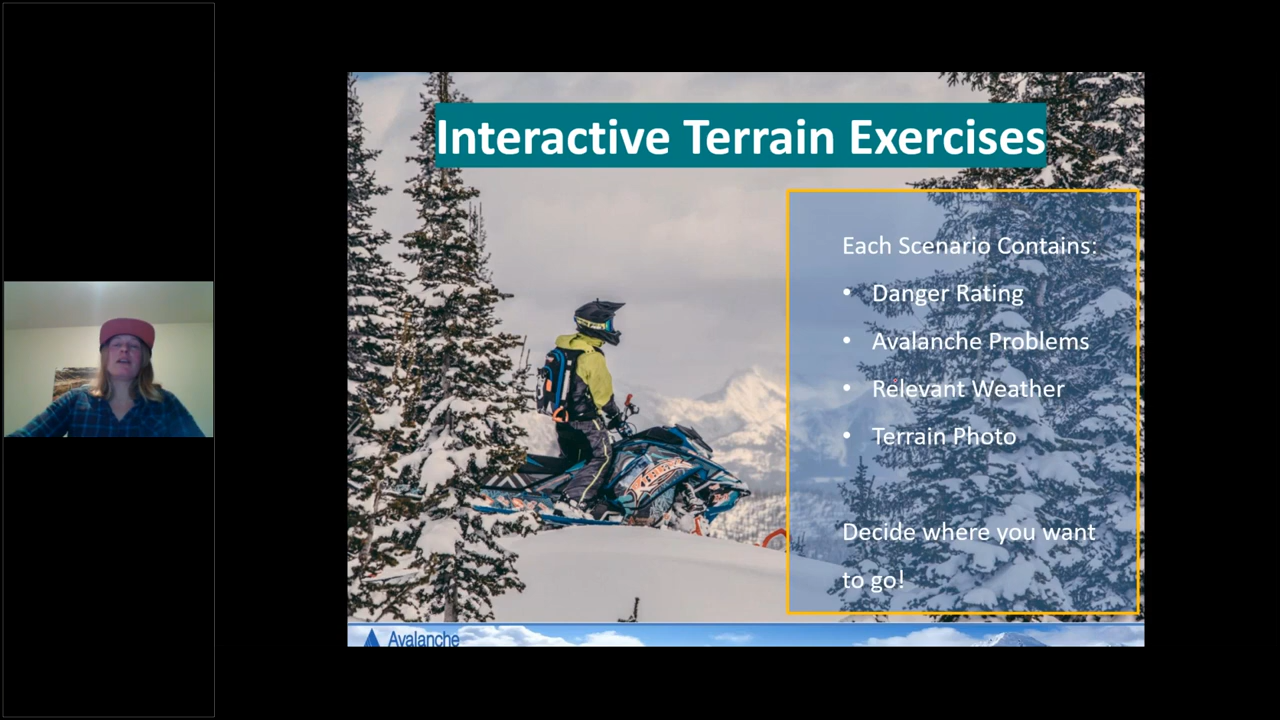 Interactive Terrain Exercises
Each Scenario Contains:
• Danger Rating
• Avalanche Problems
• Relevant Weather
• Terrain Photo
Decide where you want
to go!
Avalanche